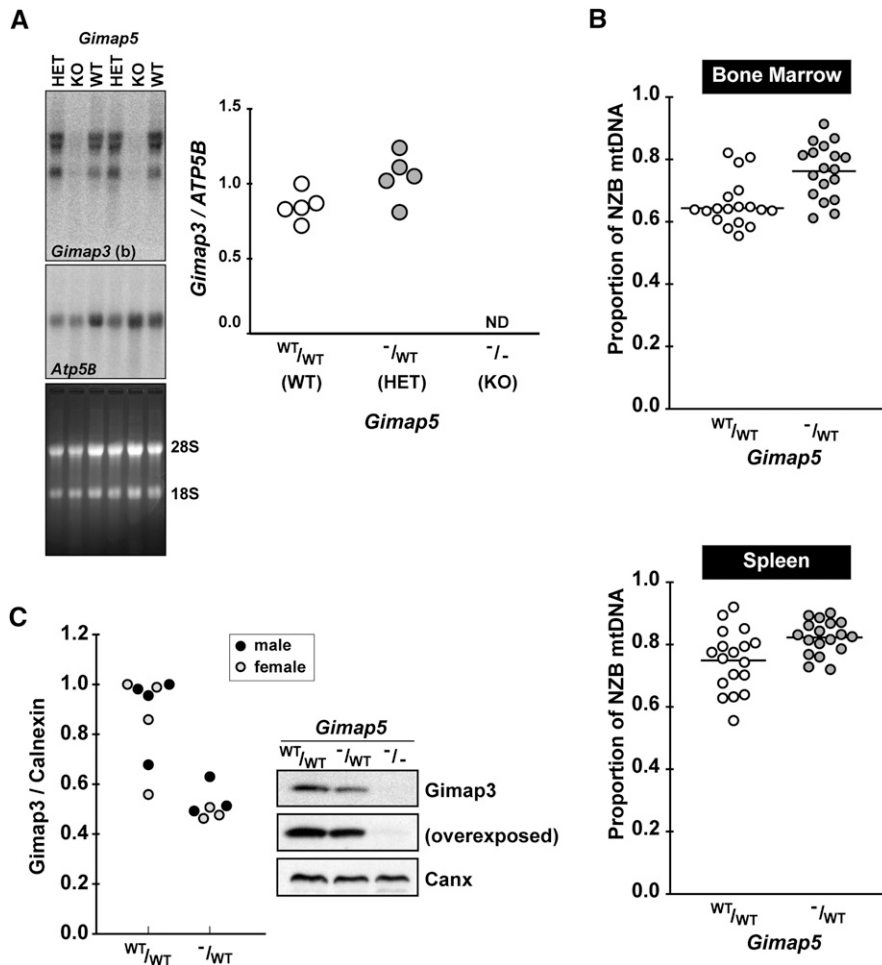 A
Gimap5
HET KO WT HET KO WT
Gimap3 (b)
Atp5B
28S
18S
Gimap3 / ATP5B
1.5
1.0
0.5
0.0
ND
WT/WT -/WT -/-
(WT) (HET) (KO)
Gimap5
B
Bone Marrow
Proportion of NZB mtDNA
1.0
0.8
0.6
0.4
0.2
0.0
WT/WT -/WT
Gimap5
Spleen
Proportion of NZB mtDNA
1.0
0.8
0.6
0.4
0.2
0.0
WT/WT -/WT
Gimap5
C
Gimap3 / Calnexin
1.2
1.0
0.8
0.6
0.4
0.2
0.0
WT/WT -/WT
male
female
Gimap5
WT/WT -/WT -/-
Gimap3
(overexposed)
Canx